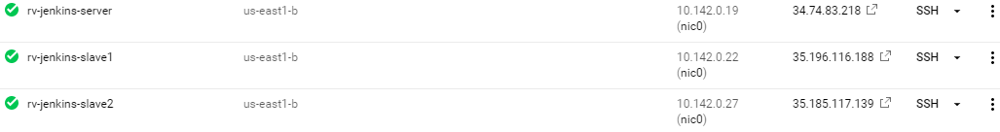 rv-jenkins-server us-east1-b 10.142.0.19 34.74.83.218 SSH
(nic0)
rv-jenkins-slave1 us-east1-b 10.142.0.22 35.196.116.188 SSH
(nic0)
rv-jenkins-slave2 us-east1-b 10.142.0.27 35.185.117.139 SSH
(nic0)